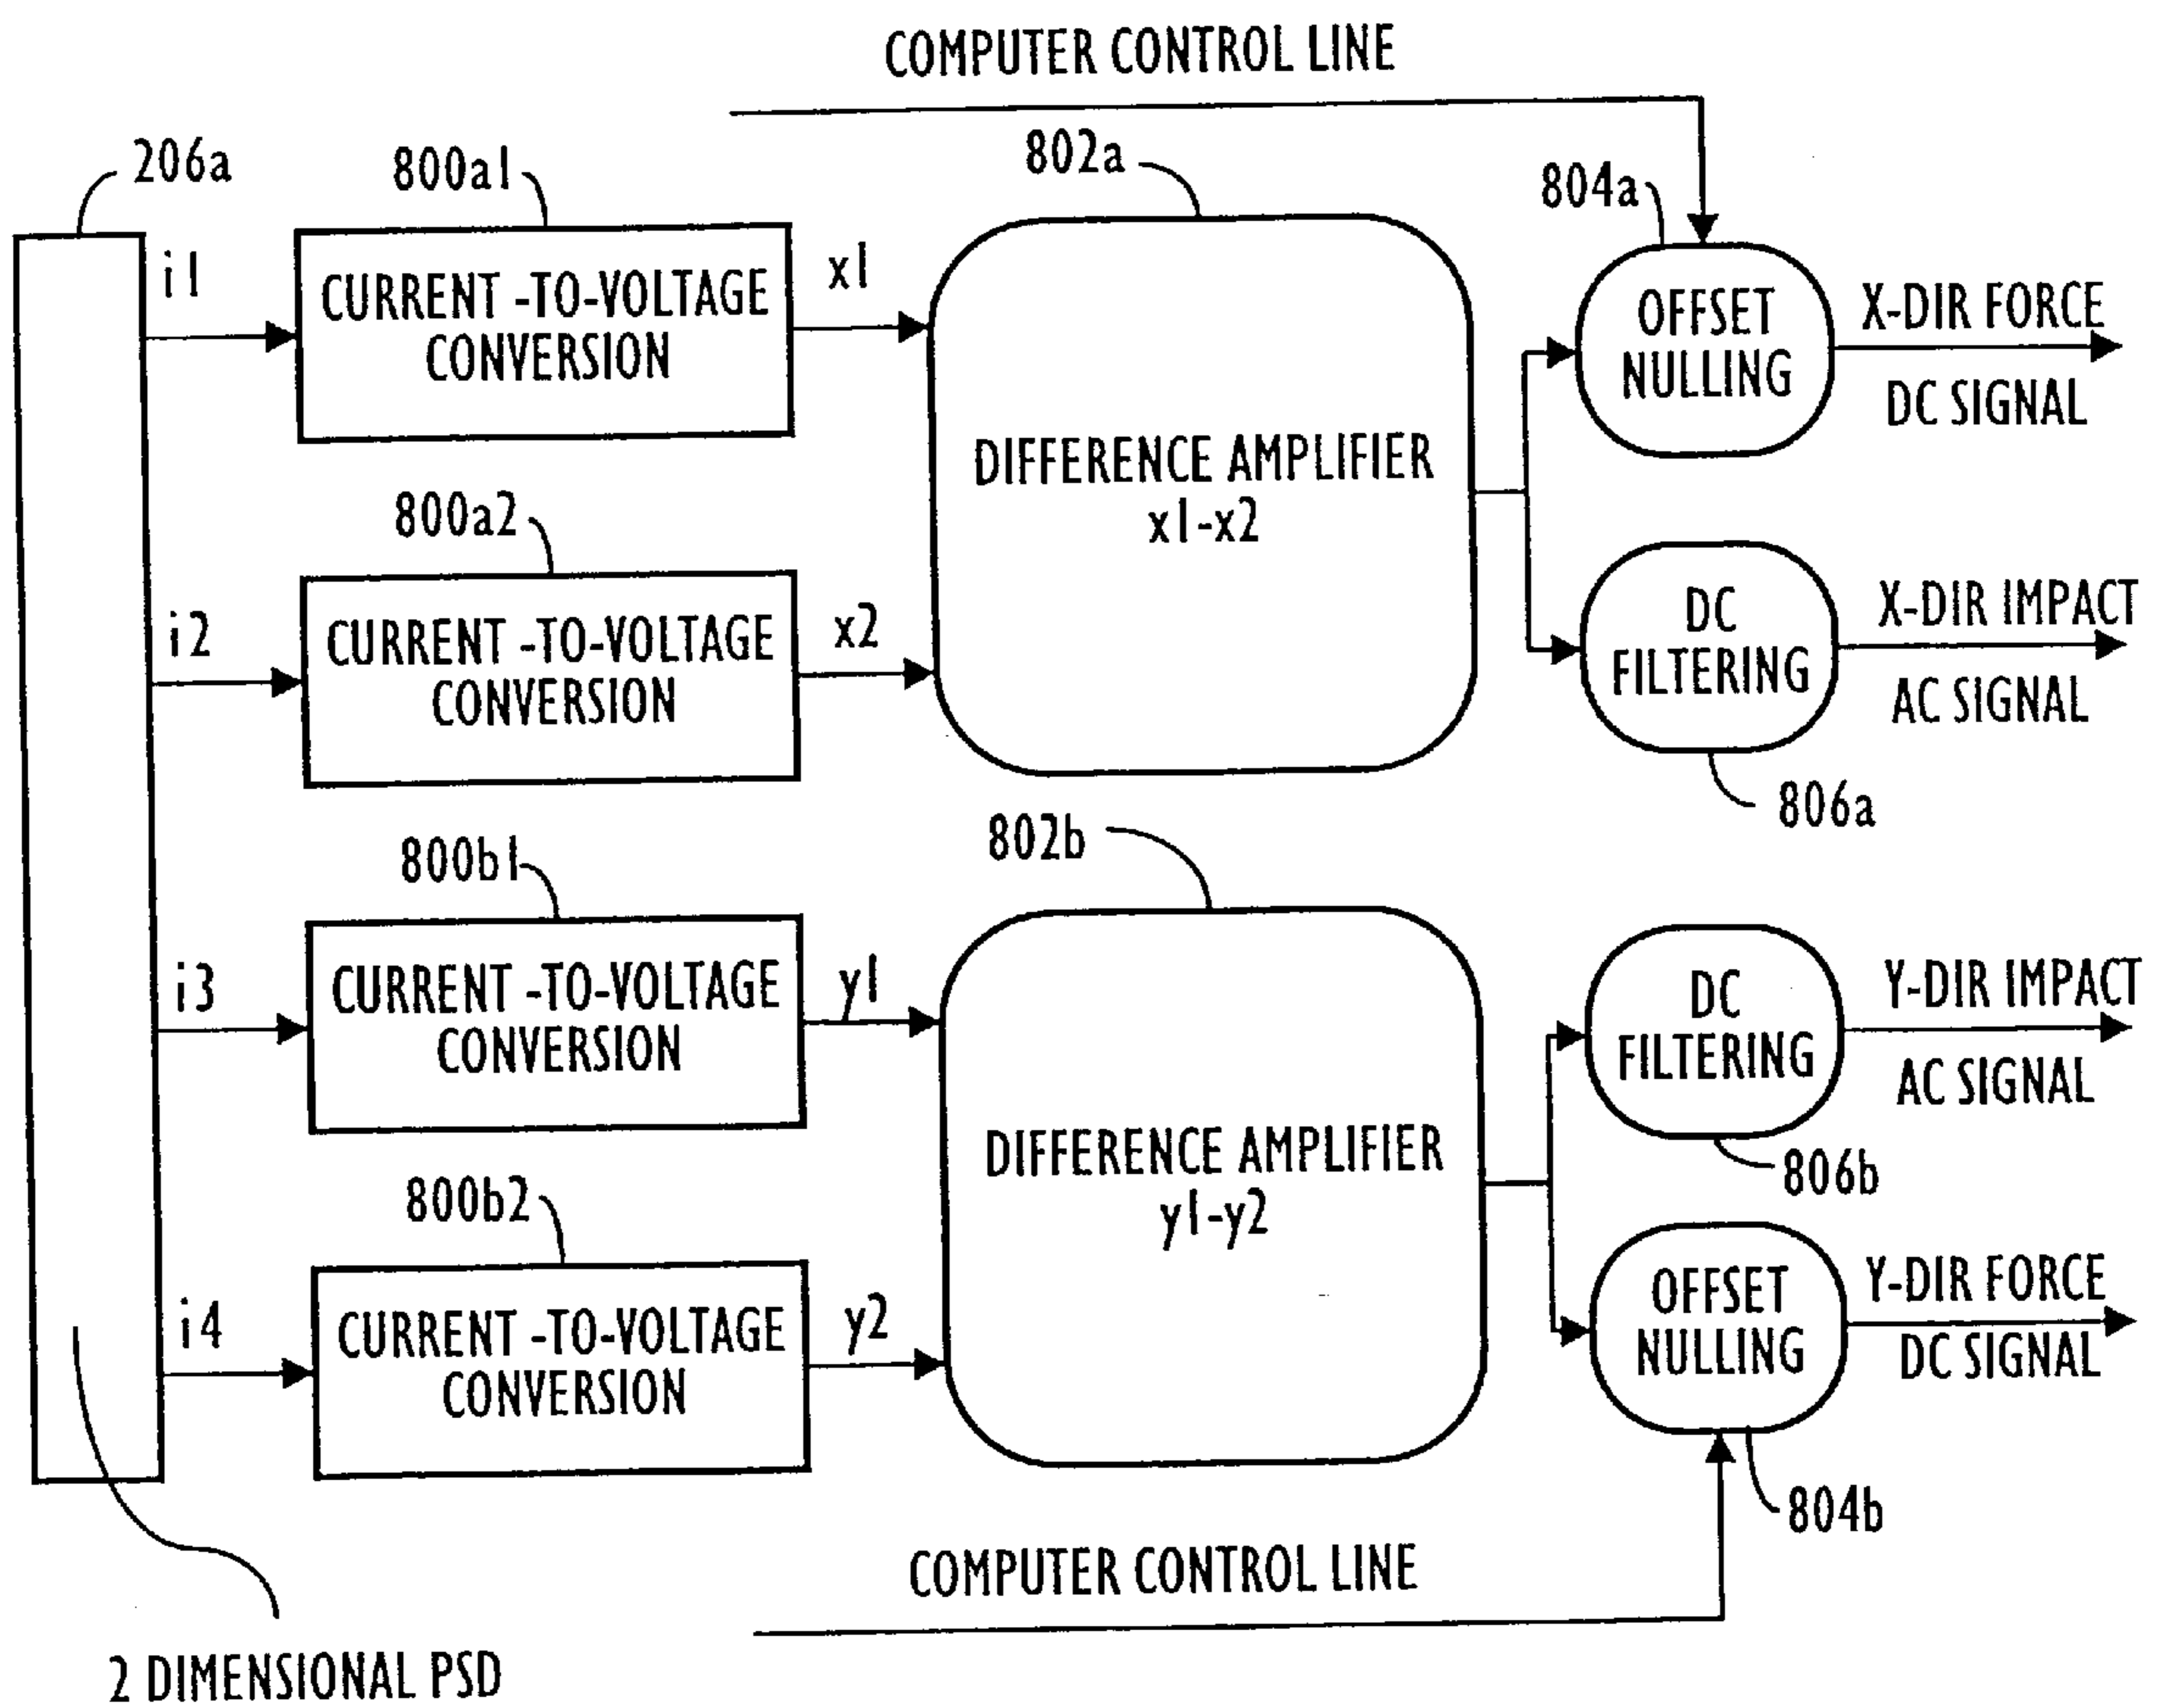 COMPUTER CONTROL LINE
206a
800a1
802a
804a
i1
CURRENT -TO-VOLTAGE
CONVERSION
x1
OFFSET
NULLING
X-DIR FORCE
DC SIGNAL
DIFFERENCE AMPLIFIER
x1-x2
800a2
i2
CURRENT -TO-VOLTAGE
CONVERSION
x2
DC
FILTERING
X-DIR IMPACT
AC SIGNAL
806a
800b1
802b
i3
CURRENT -TO-VOLTAGE
CONVERSION
y1
DC
FILTERING
Y-DIR IMPACT
AC SIGNAL
806b
DIFFERENCE AMPLIFIER
y1-y2
800b2
i4
CURRENT -TO-VOLTAGE
CONVERSION
y2
OFFSET
NULLING
Y-DIR FORCE
DC SIGNAL
804b
COMPUTER CONTROL LINE
2 DIMENSIONAL PSD